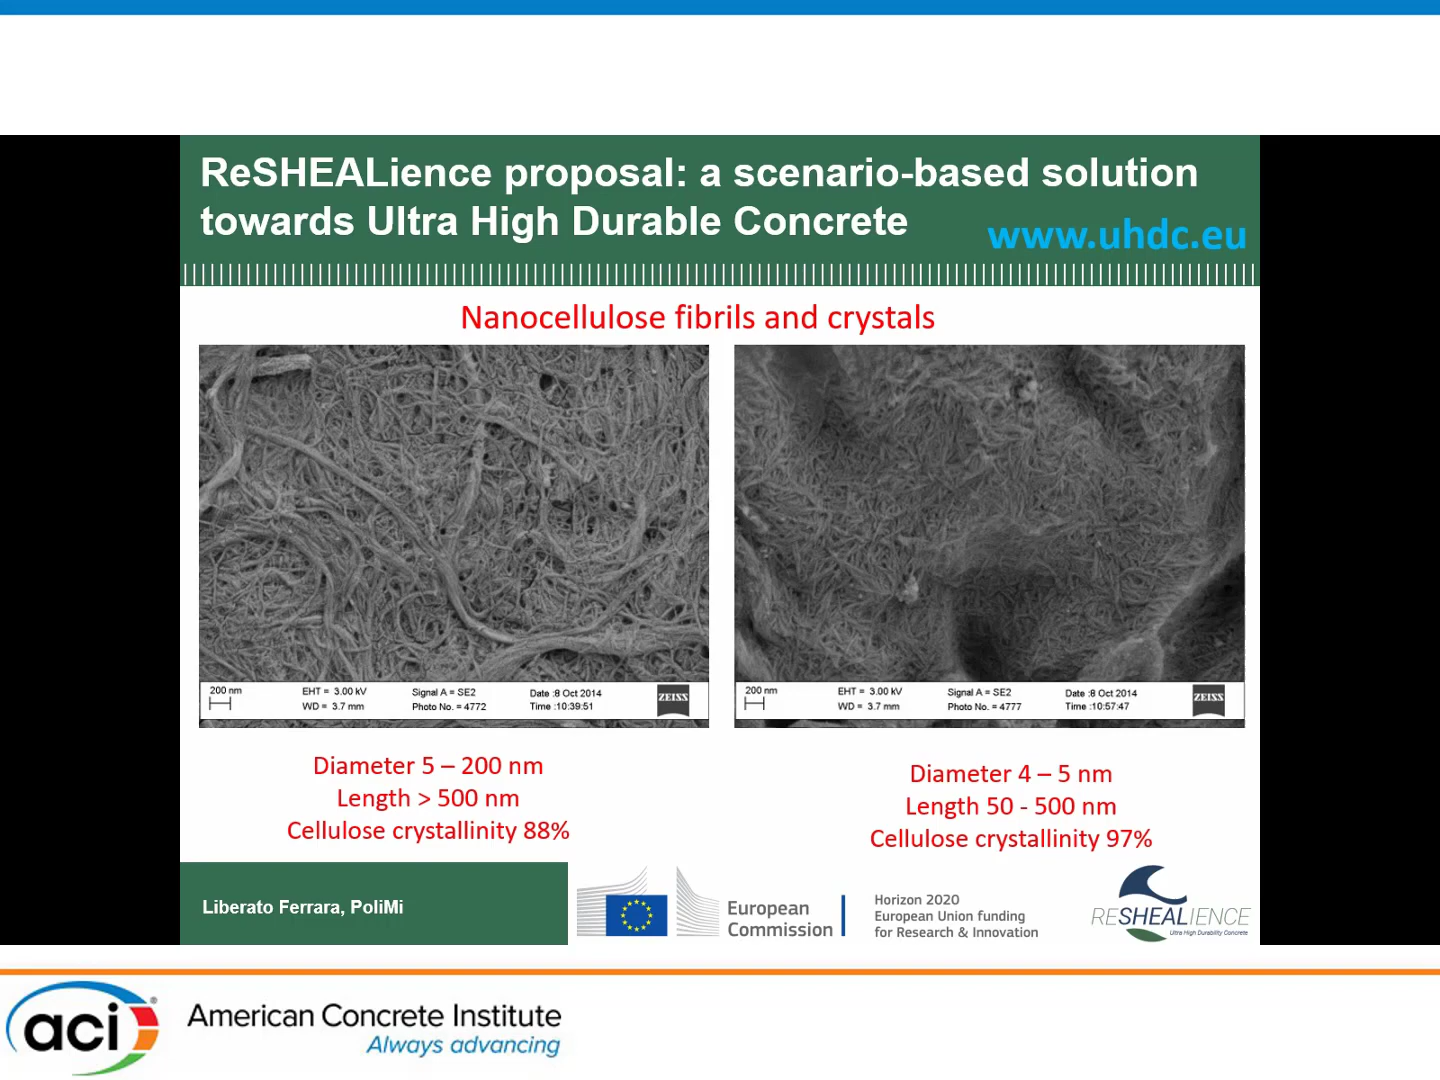 ReSHEALience proposal: a scenario-based solution
towards Ultra High Durable Concrete
www.uhdc.eu
Nanocellulose fibrils and crystals
200 nm EHT = 3.00 kV Signal A = SE2 Date :8 Oct 2014 ZEISS
WD = 3.7 mm Photo No. = 4772 Time :10:39:51
200 nm EHT = 3.00 kV Signal A = SE2 Date :8 Oct 2014 ZEISS
WD = 3.7 mm Photo No. = 4777 Time :10:57:47
Diameter 5 – 200 nm
Length > 500 nm
Cellulose crystallinity 88%
Diameter 4 – 5 nm
Length 50 - 500 nm
Cellulose crystallinity 97%
Liberato Ferrara, PoliMi
European
Commission
Horizon 2020
European Union funding
for Research & Innovation
RESHEALIENCE
Ultra High Durability Concrete
aci®
American Concrete Institute
Always advancing